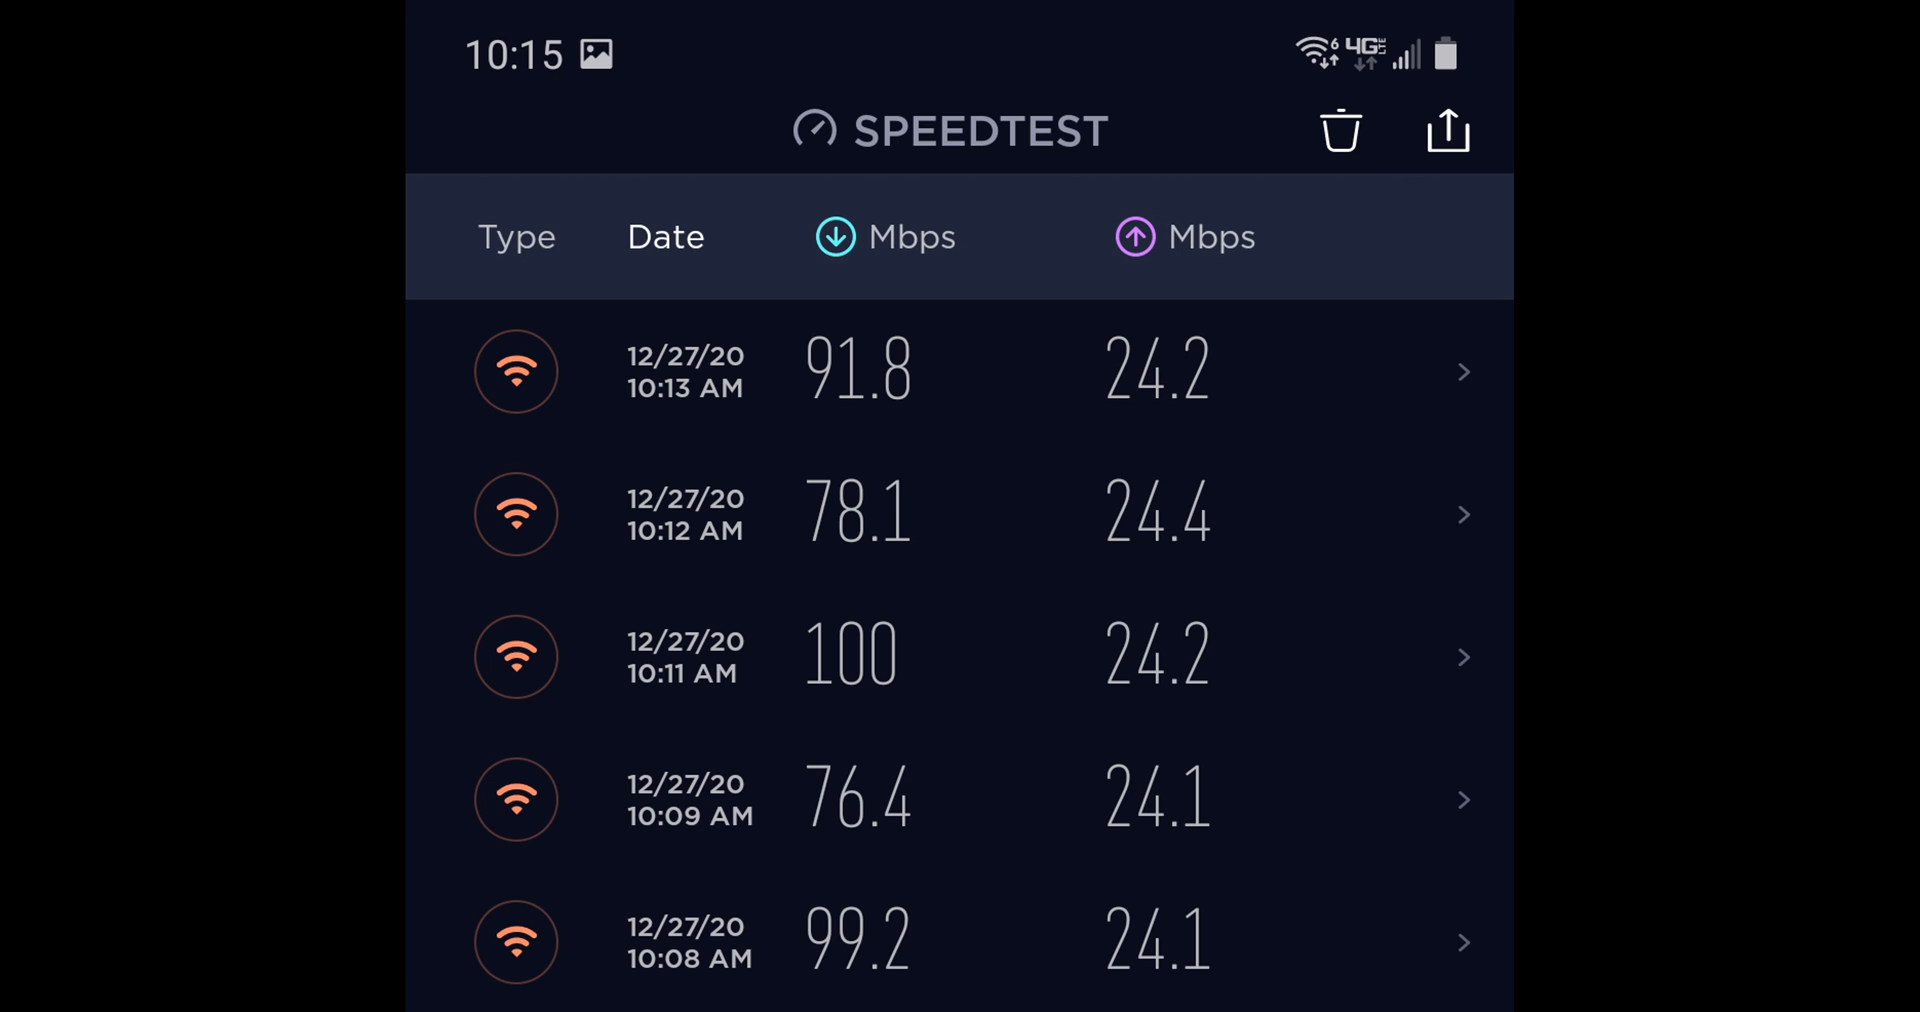 10:15 6 4G LTE
SPEEDTEST
Type Date Mbps Mbps
12/27/20
10:13 AM
91.8 24.2
12/27/20
10:12 AM
78.1 24.4
12/27/20
10:11 AM
100 24.2
12/27/20
10:09 AM
76.4 24.1
12/27/20
10:08 AM
99.2 24.1